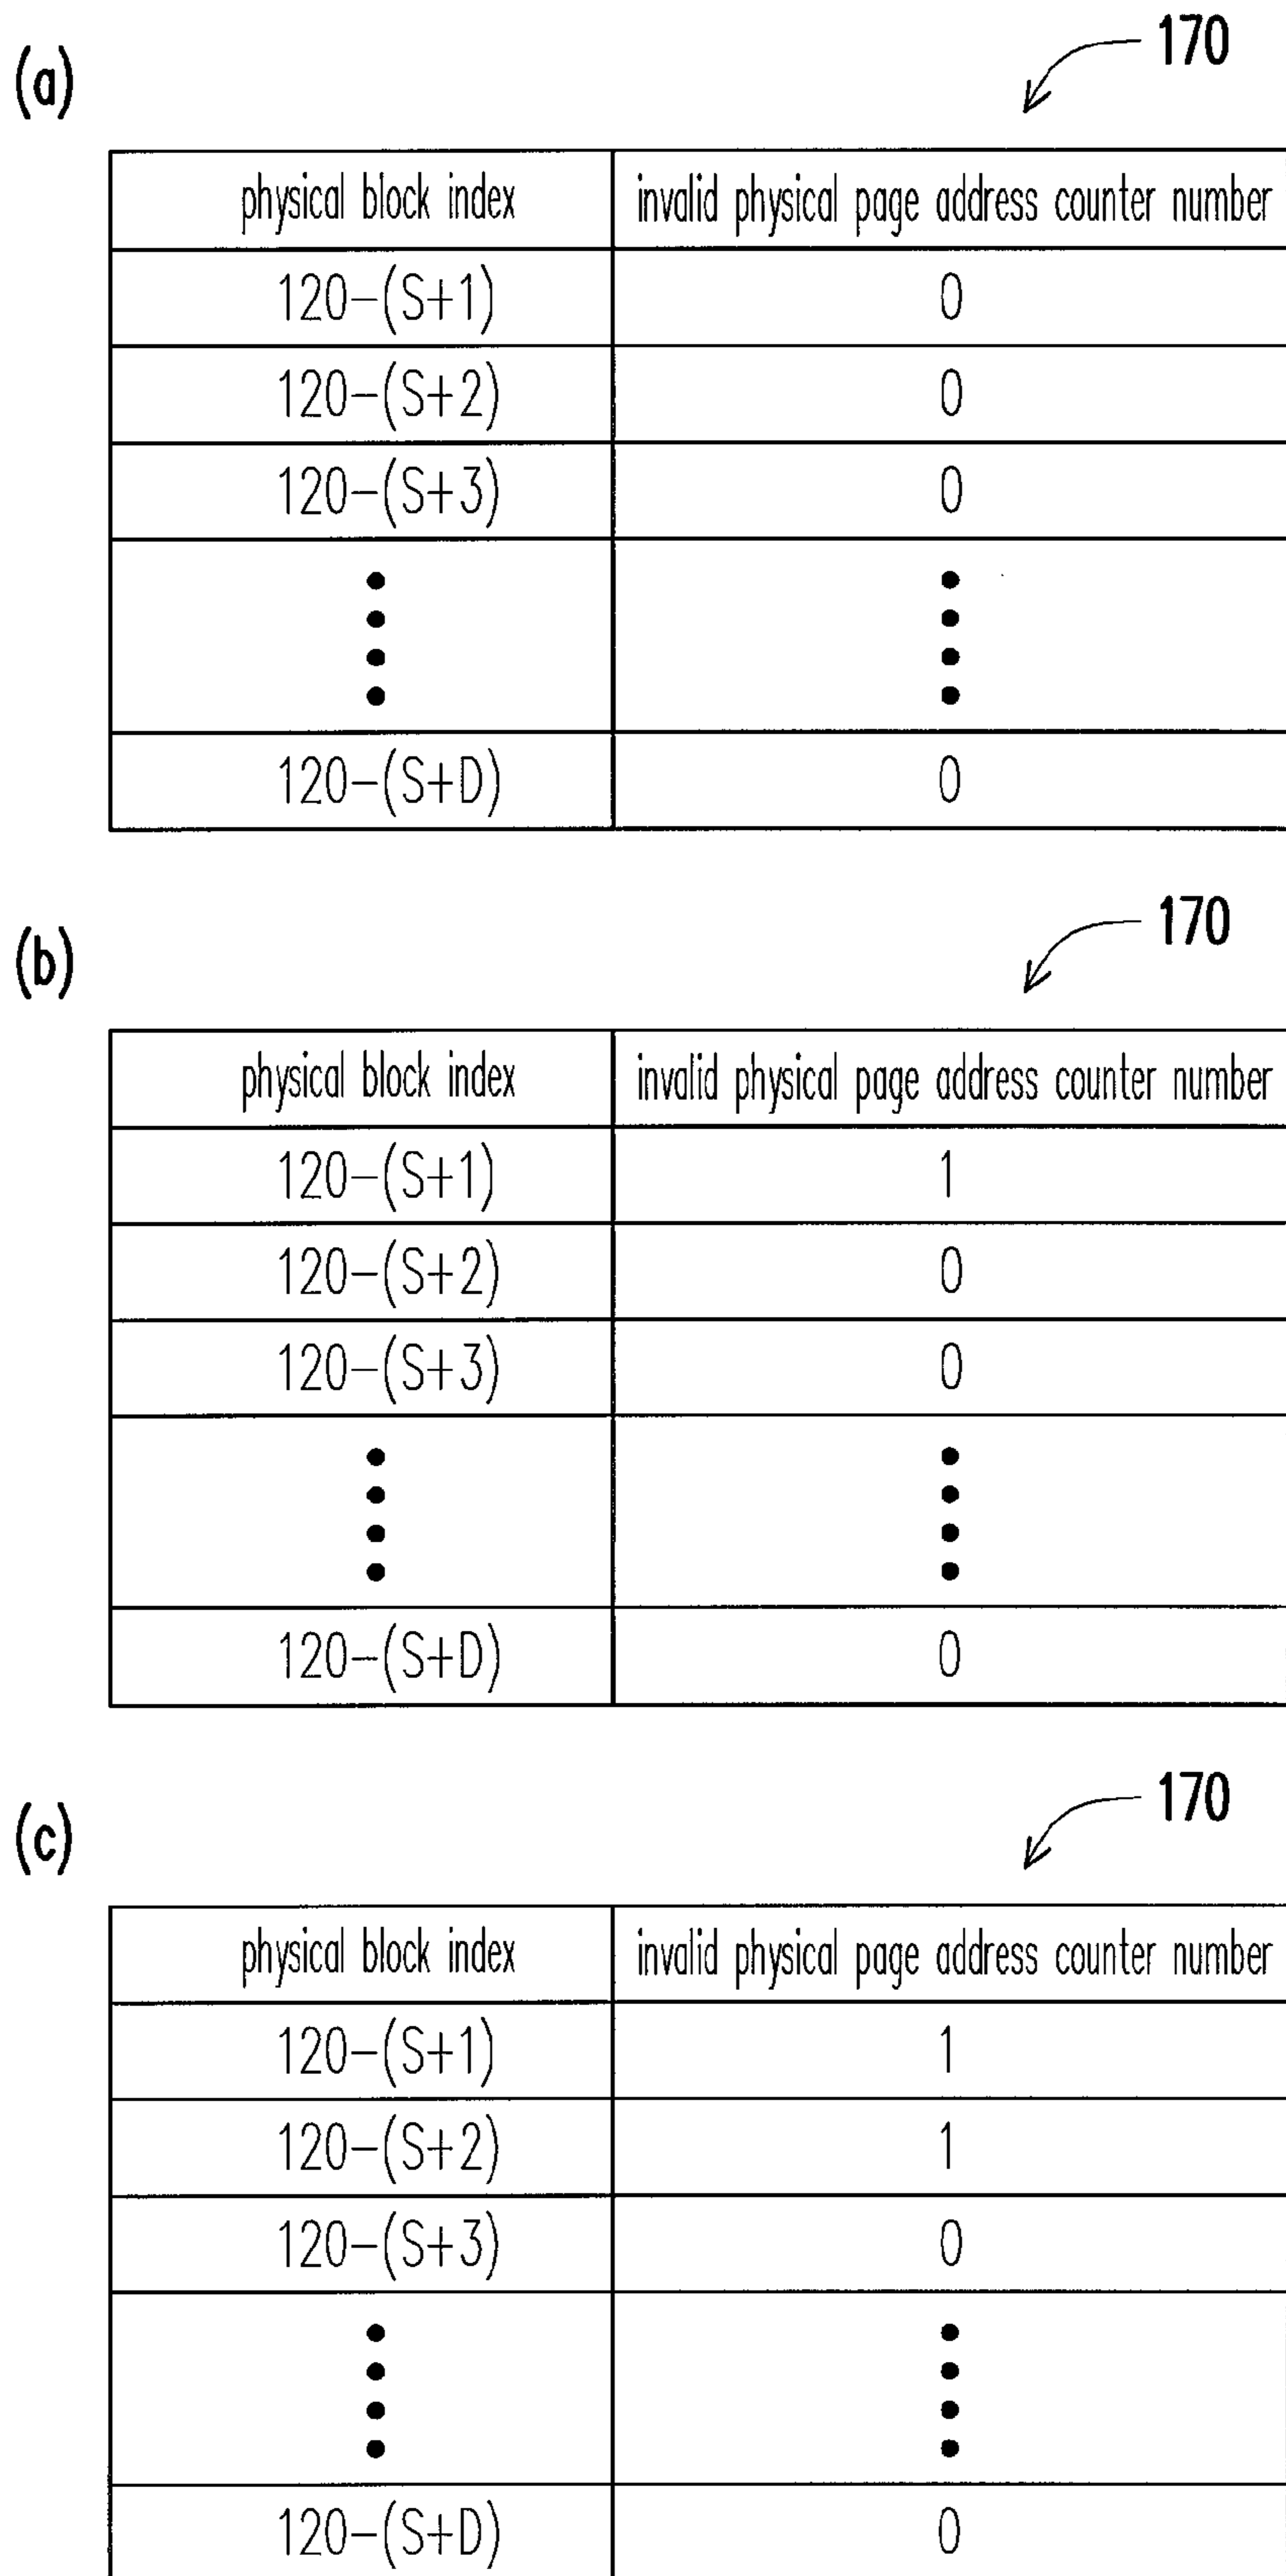 (a)
170
physical block index invalid physical page address counter number
120-(S+1) 0
120-(S+2) 0
120-(S+3) 0
120-(S+D) 0
(b)
170
physical block index invalid physical page address counter number
120-(S+1) 1
120-(S+2) 0
120-(S+3) 0
120-(S+D) 0
(c)
170
physical block index invalid physical page address counter number
120-(S+1) 1
120-(S+2) 1
120-(S+3) 0
120-(S+D) 0